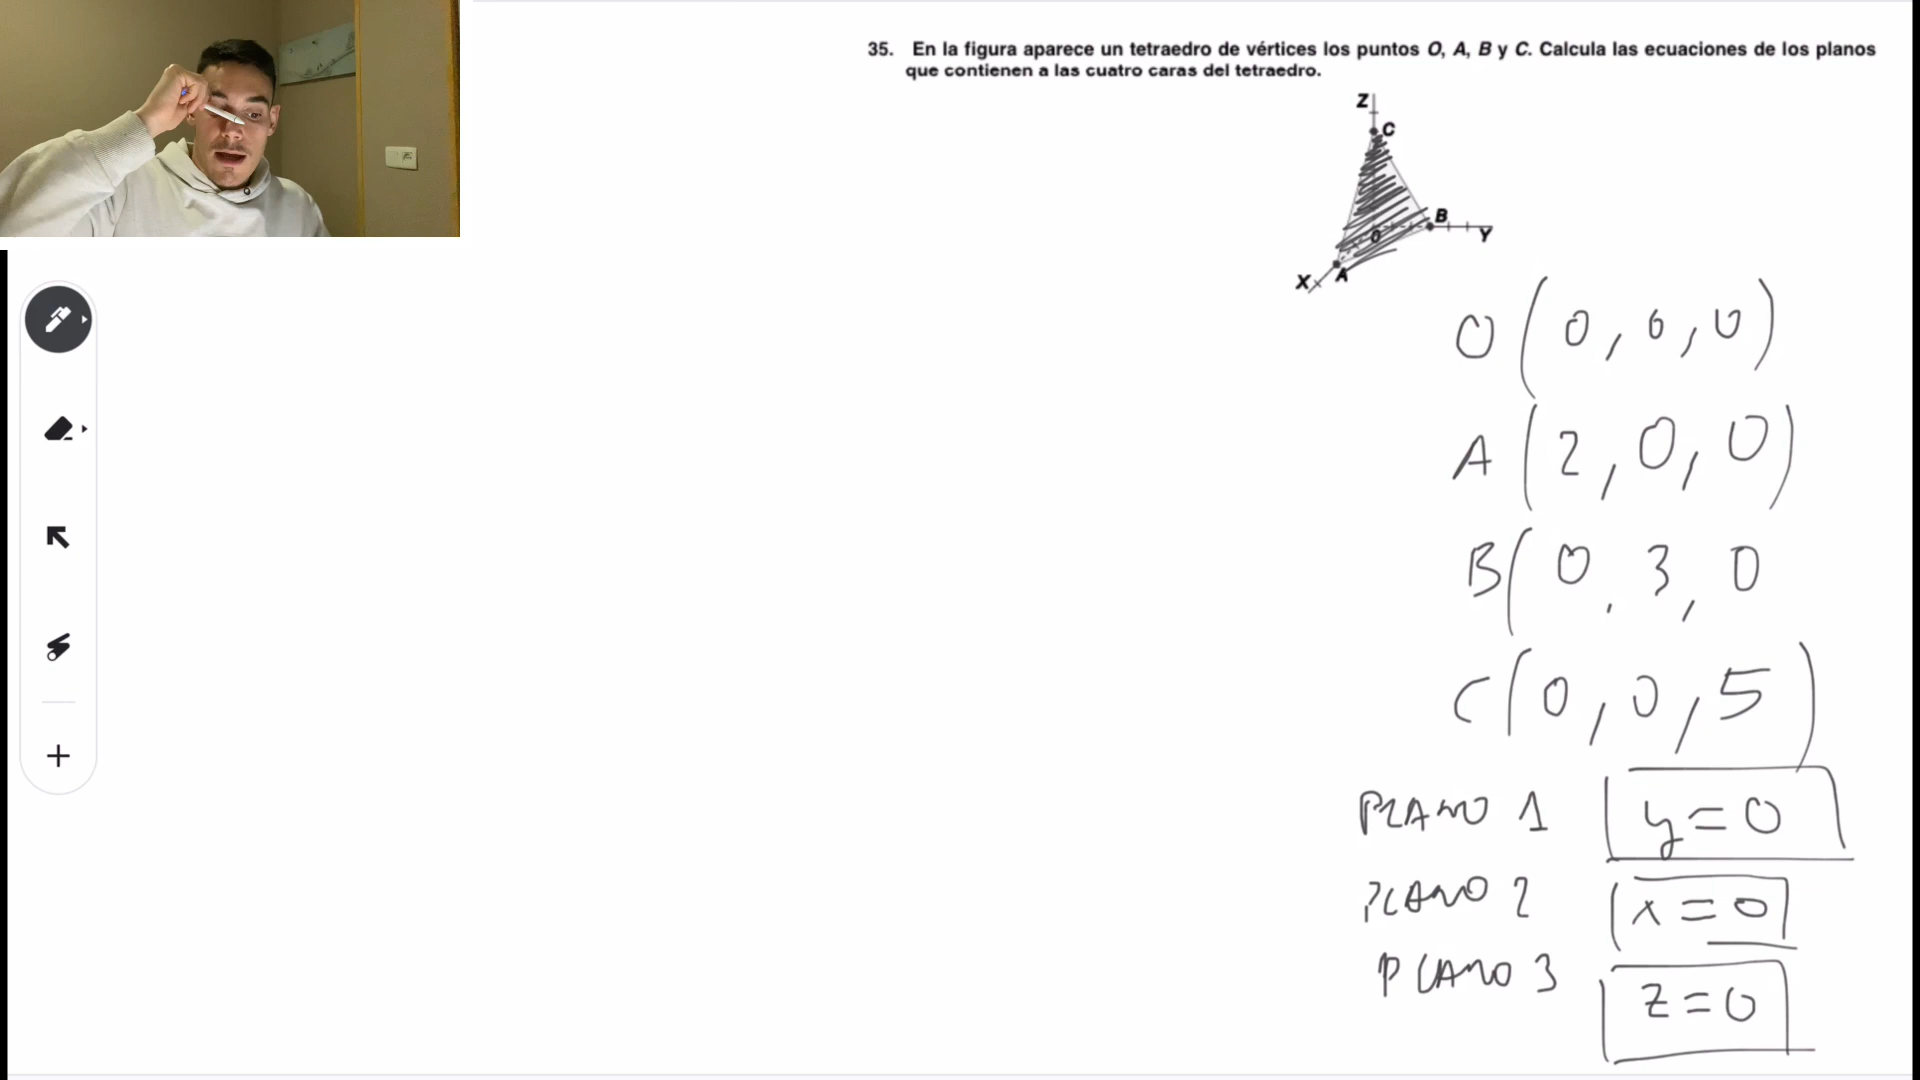 35. En la figura aparece un tetraedro de vértices los puntos O, A, B y C. Calcula las ecuaciones de los planos
que contienen a las cuatro caras del tetraedro.
Z
C
B
O
Y
X
A
O(0,0,0)
A(2,0,0)
B(0,3,0
C(0,0,5)
PLANO 1 y=0
PLANO 2 x=0
PLANO 3 z=0